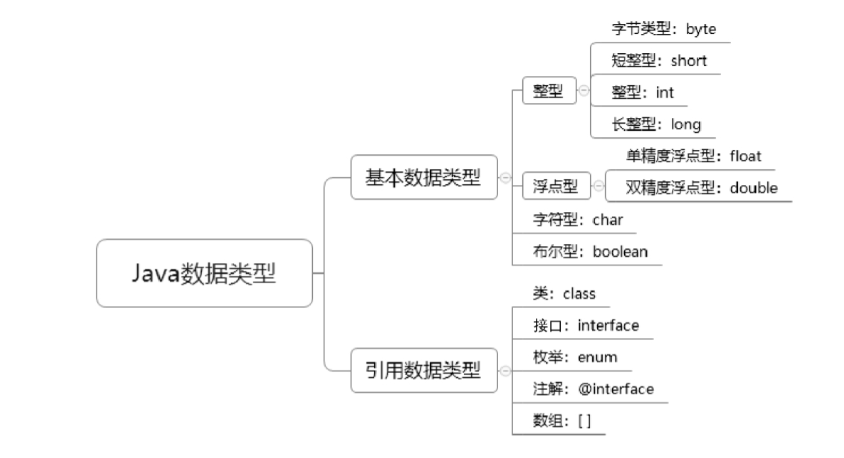 Java数据类型
基本数据类型
整型
字节类型：byte
短整型：short
整型：int
长整型：long
浮点型
单精度浮点型：float
双精度浮点型：double
字符型：char
布尔型：boolean
引用数据类型
类：class
接口：interface
枚举：enum
注解：@interface
数组：[ ]